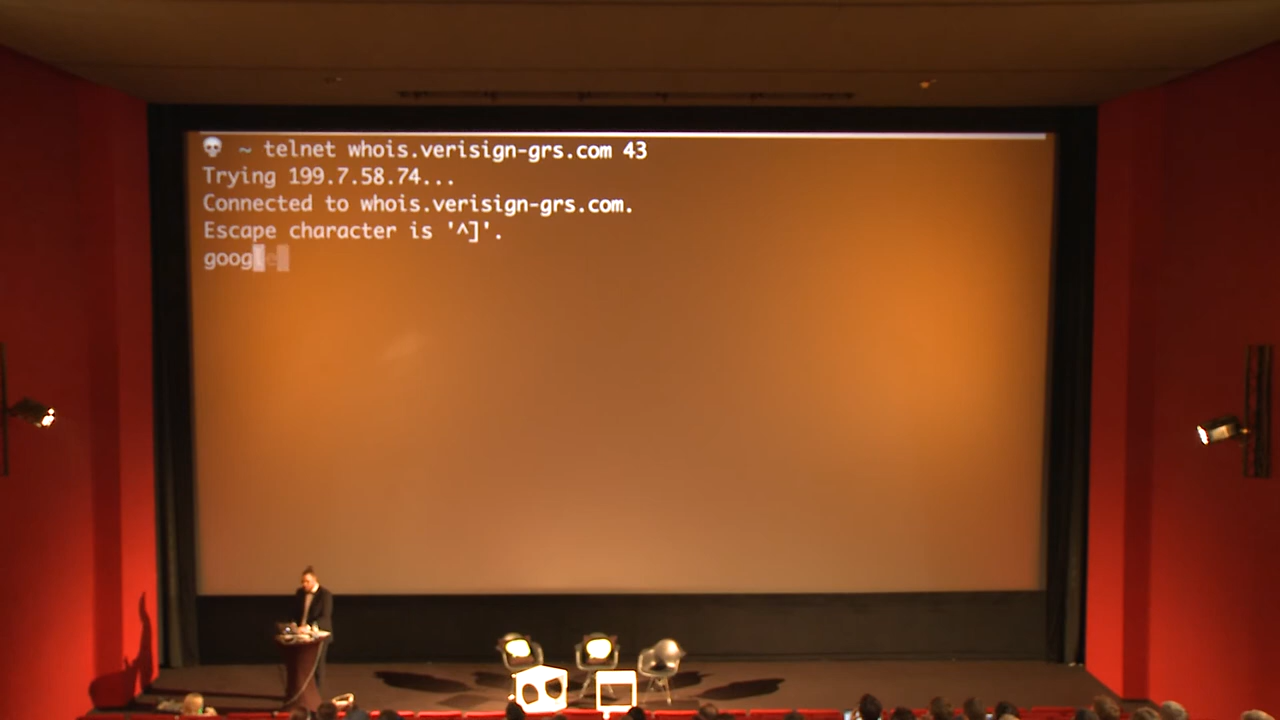 💀 ~ telnet whois.verisign-grs.com 43
Trying 199.7.58.74...
Connected to whois.verisign-grs.com.
Escape character is '^]'.
google